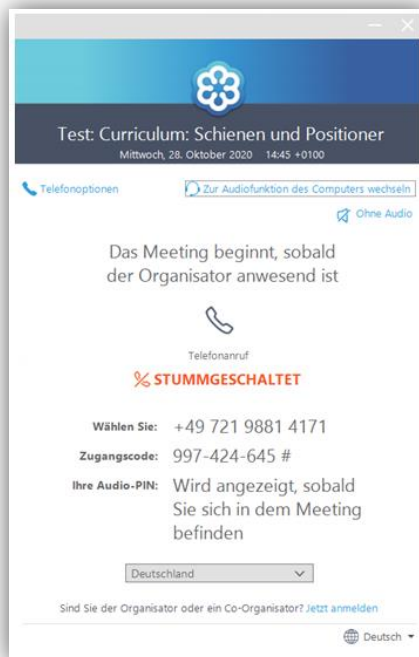 Test: Curriculum: Schienen und Positioner
Mittwoch, 28. Oktober 2020 14:45 +0100
Telefonoptionen
Zur Audiofunktion des Computers wechseln
Ohne Audio
Das Meeting beginnt, sobald
der Organisator anwesend ist
Telefonanruf
STUMMGESCHALTET
Wählen Sie: +49 721 9881 4171
Zugangscode: 997-424-645 #
Ihre Audio-PIN: Wird angezeigt, sobald
Sie sich in dem Meeting
befinden
Deutschland
Sind Sie der Organisator oder ein Co-Organisator? Jetzt anmelden
Deutsch